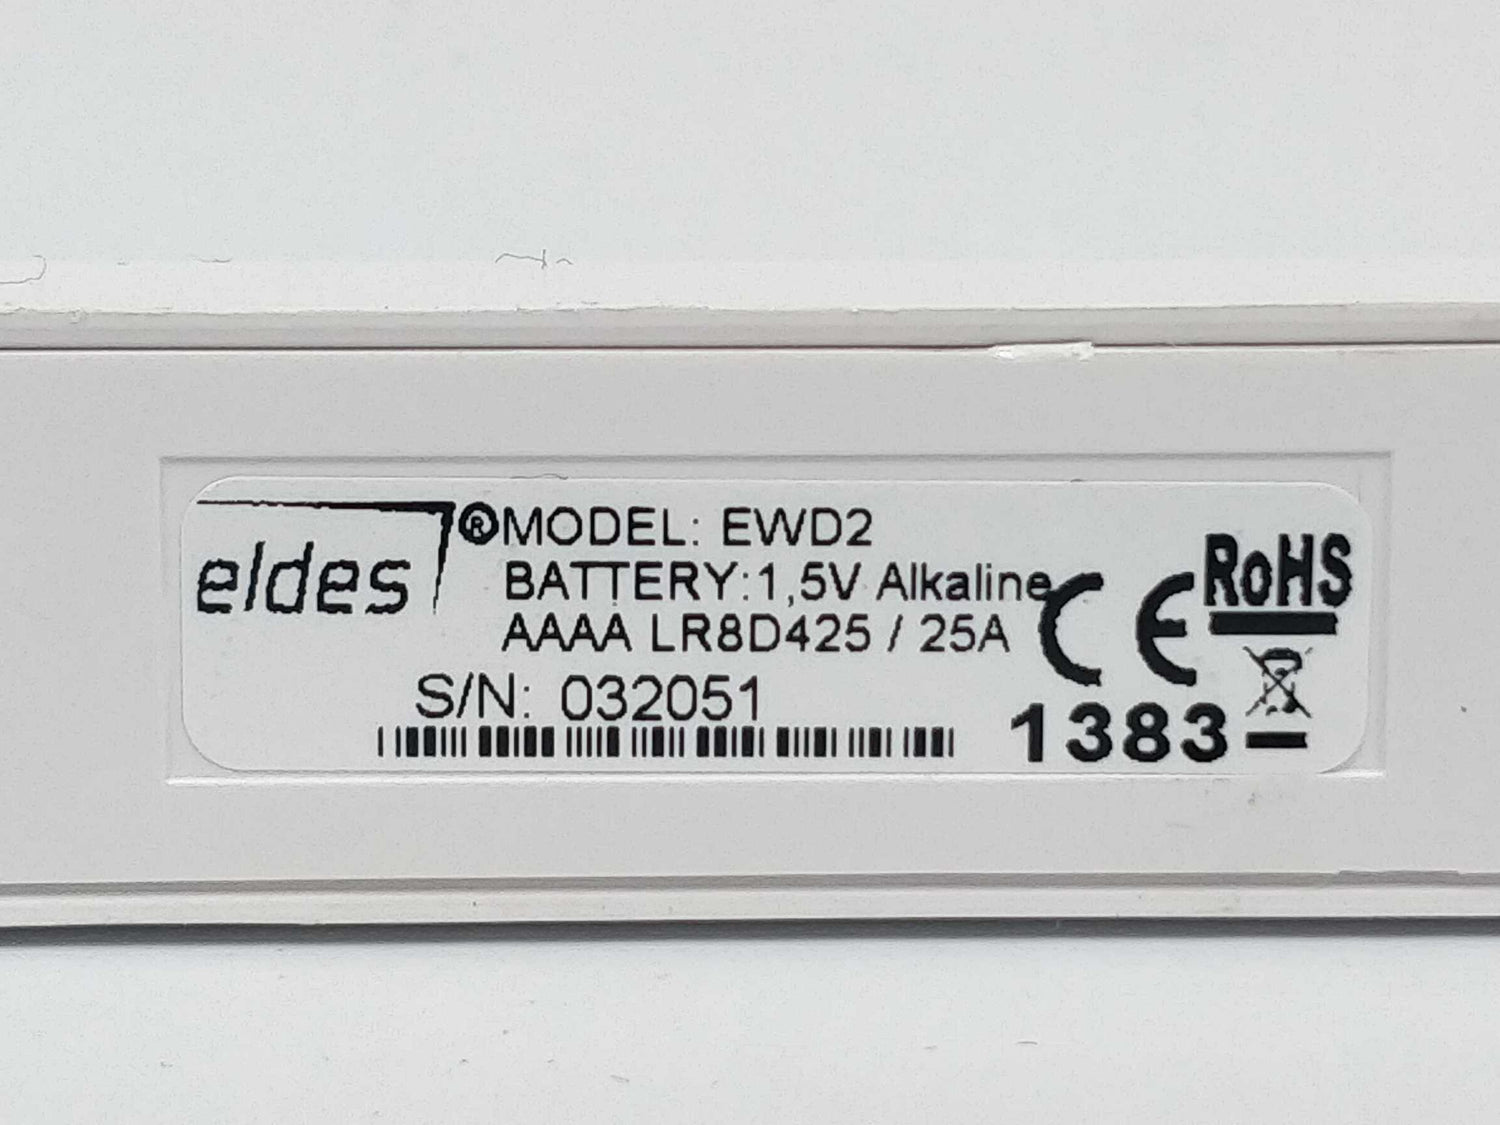 eldes® MODEL: EWD2
BATTERY:1,5V Alkaline
AAAA LR8D425 / 25A
S/N: 032051
CE RoHS
1383